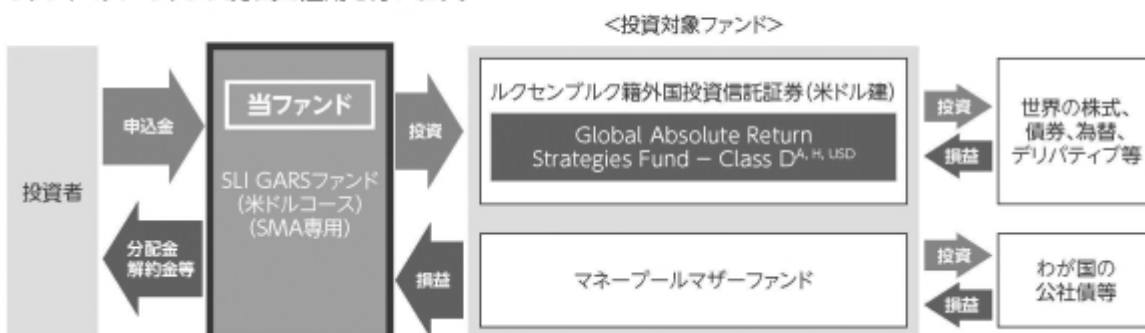 <投資対象ファンド>
投資者
申込金
分配金
解約金等
当ファンド
SLI GARSファンド
(米ドルコース)
(SMA専用)
投資
損益
ルクセンブルク籍外国投資信託証券(米ドル建)
Global Absolute Return
Strategies Fund – Class D^A, H, USD
マネープールマザーファンド
投資
損益
世界の株式、
債券、為替、
デリバティブ等
投資
損益
わが国の
公社債等